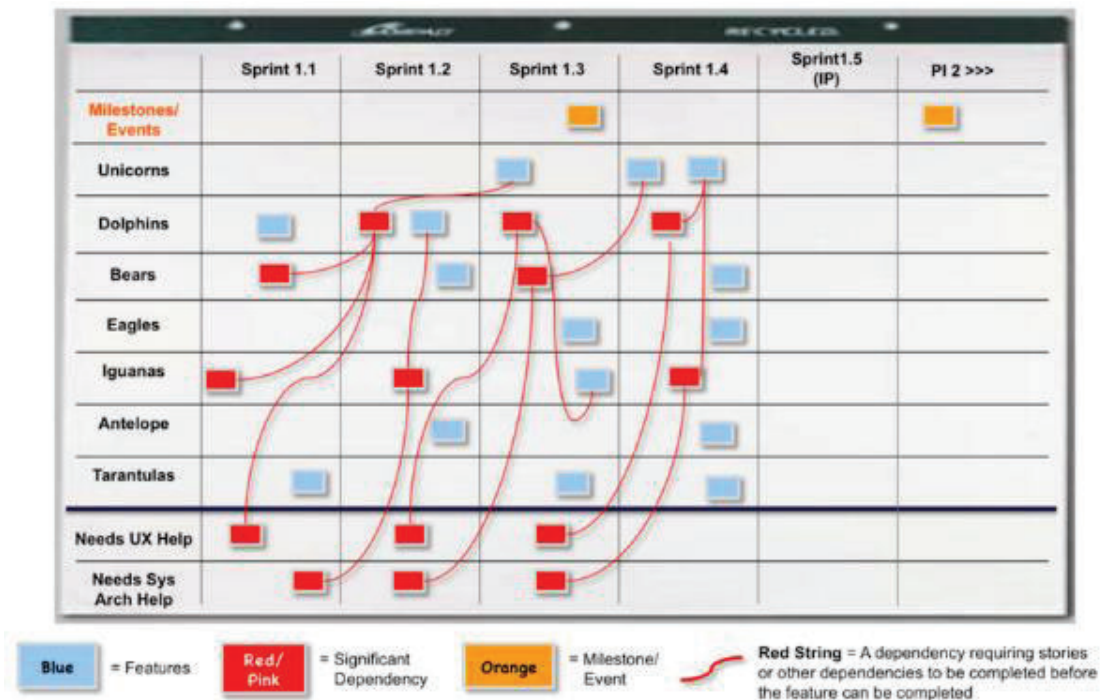 RECYCLED
Sprint 1.1 Sprint 1.2 Sprint 1.3 Sprint 1.4 Sprint1.5 (IP) PI 2 >>>
Milestones/
Events
Unicorns
Dolphins
Bears
Eagles
Iguanas
Antelope
Tarantulas
Needs UX Help
Needs Sys
Arch Help
Blue = Features
Red/
Pink
= Significant
Dependency
Orange
= Milestone/
Event
Red String = A dependency requiring stories
or other dependencies to be completed before
the feature can be completed